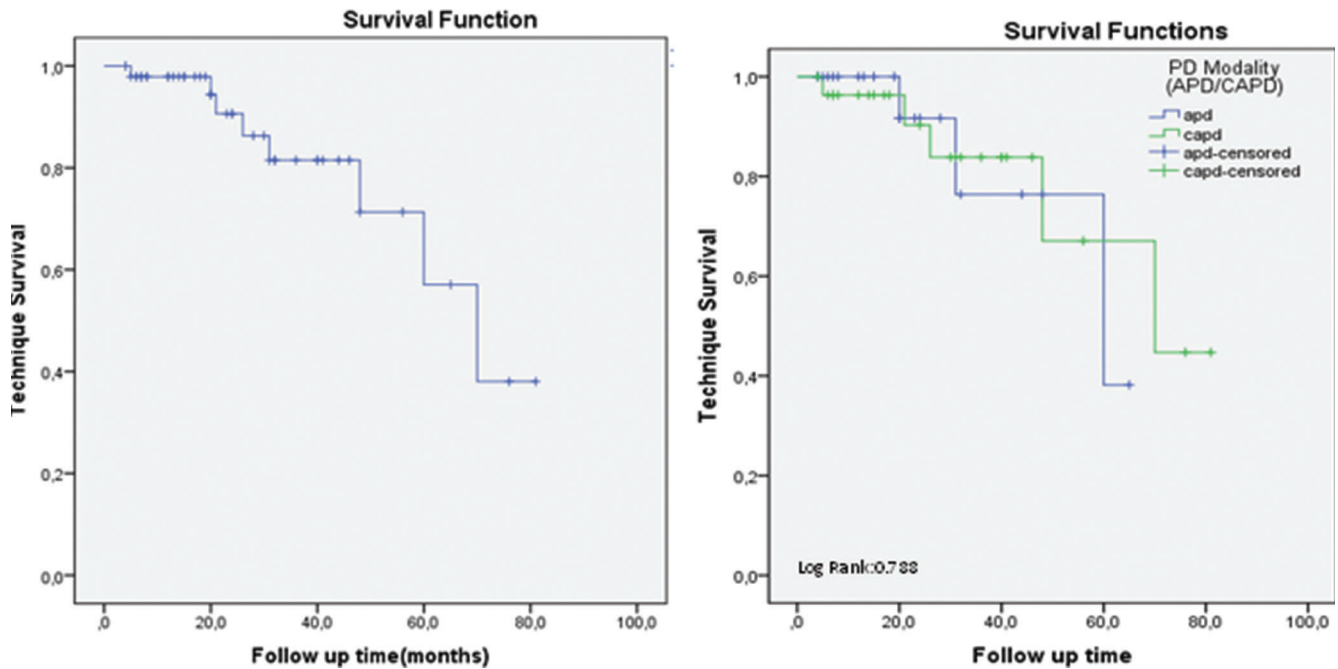 Survival Function
Technique Survival
1,0
0,8
0,6
0,4
0,2
0,0
,0 20,0 40,0 60,0 80,0 100,0
Follow up time(months)
Survival Functions
PD Modality
(APD/CAPD)
apd
capd
apd-censored
capd-censored
Technique Survival
1,0
0,8
0,6
0,4
0,2
0,0
Log Rank:0.788
,0 20,0 40,0 60,0 80,0 100,0
Follow up time